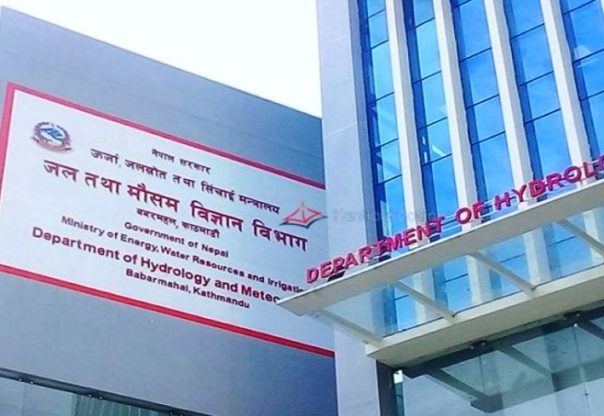 नेपाल सरकार
ऊर्जा, जलस्रोत तथा सिंचाई मन्त्रालय
जल तथा मौसम विज्ञान विभाग
बबरमहल, काठमाडौं
Government of Nepal
Ministry of Energy, Water Resources and Irrigatio
Department of Hydrology and Meteo
Babarmahal, Kathmandu
DEPARTMENT OF HYDROLO